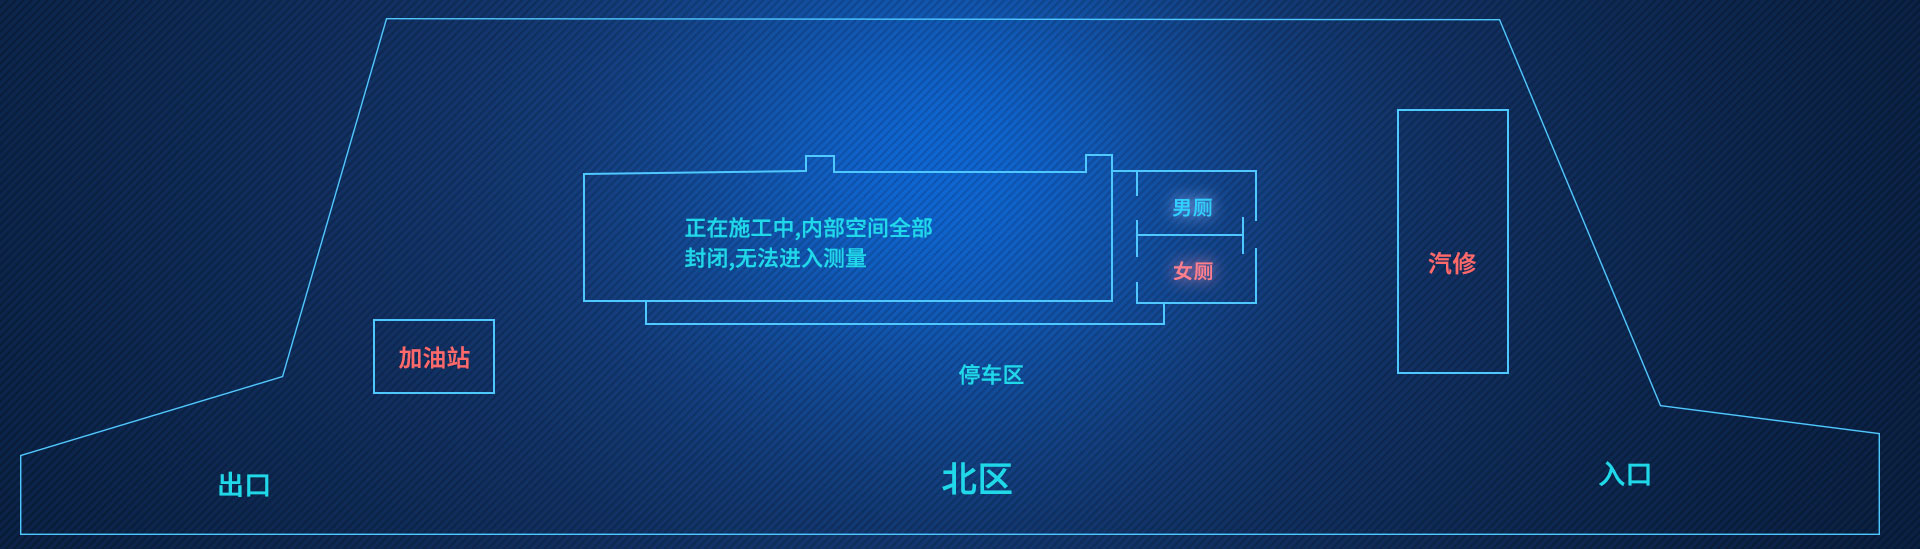 男厕
正在施工中,内部空间全部
封闭,无法进入测量
女厕
汽修
加油站
停车区
出口
北区
入口